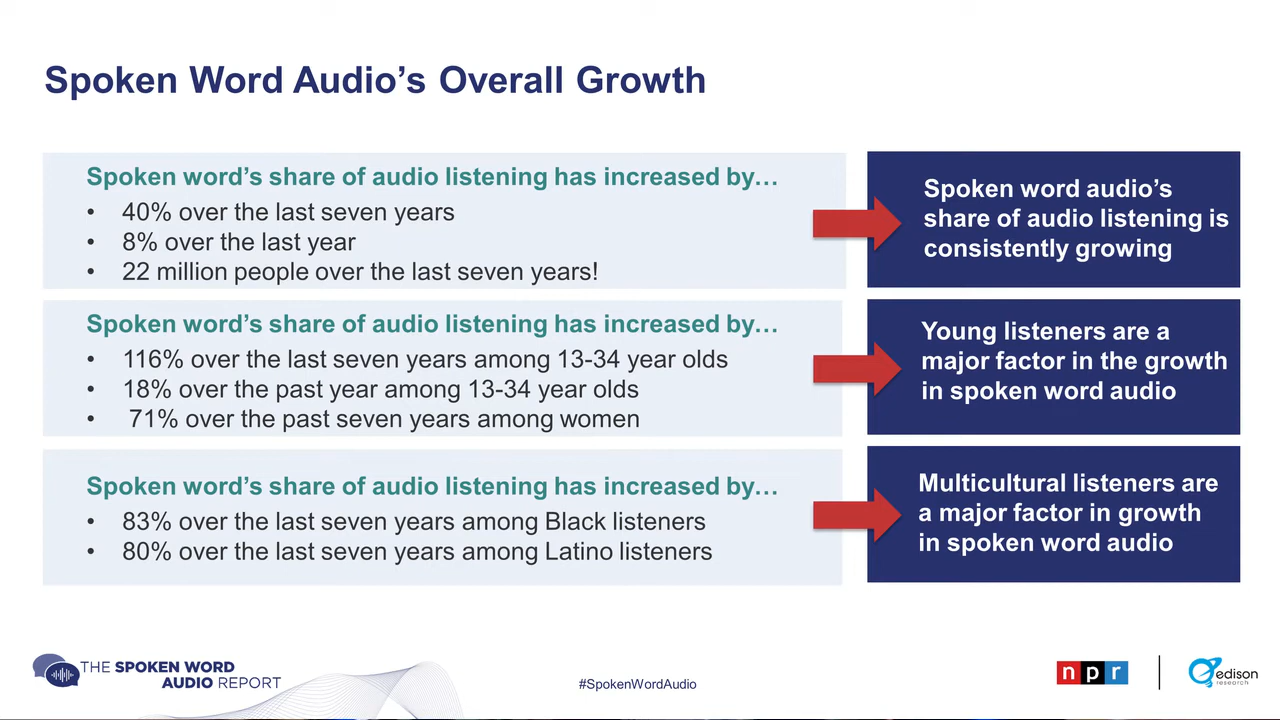 Spoken Word Audio's Overall Growth
Spoken word's share of audio listening has increased by…
• 40% over the last seven years
• 8% over the last year
• 22 million people over the last seven years!
Spoken word audio's
share of audio listening is
consistently growing
Spoken word's share of audio listening has increased by…
• 116% over the last seven years among 13-34 year olds
• 18% over the past year among 13-34 year olds
• 71% over the past seven years among women
Young listeners are a
major factor in the growth
in spoken word audio
Spoken word's share of audio listening has increased by…
• 83% over the last seven years among Black listeners
• 80% over the last seven years among Latino listeners
Multicultural listeners are
a major factor in growth
in spoken word audio
THE SPOKEN WORD
AUDIO REPORT
#SpokenWordAudio
npr
edison
research